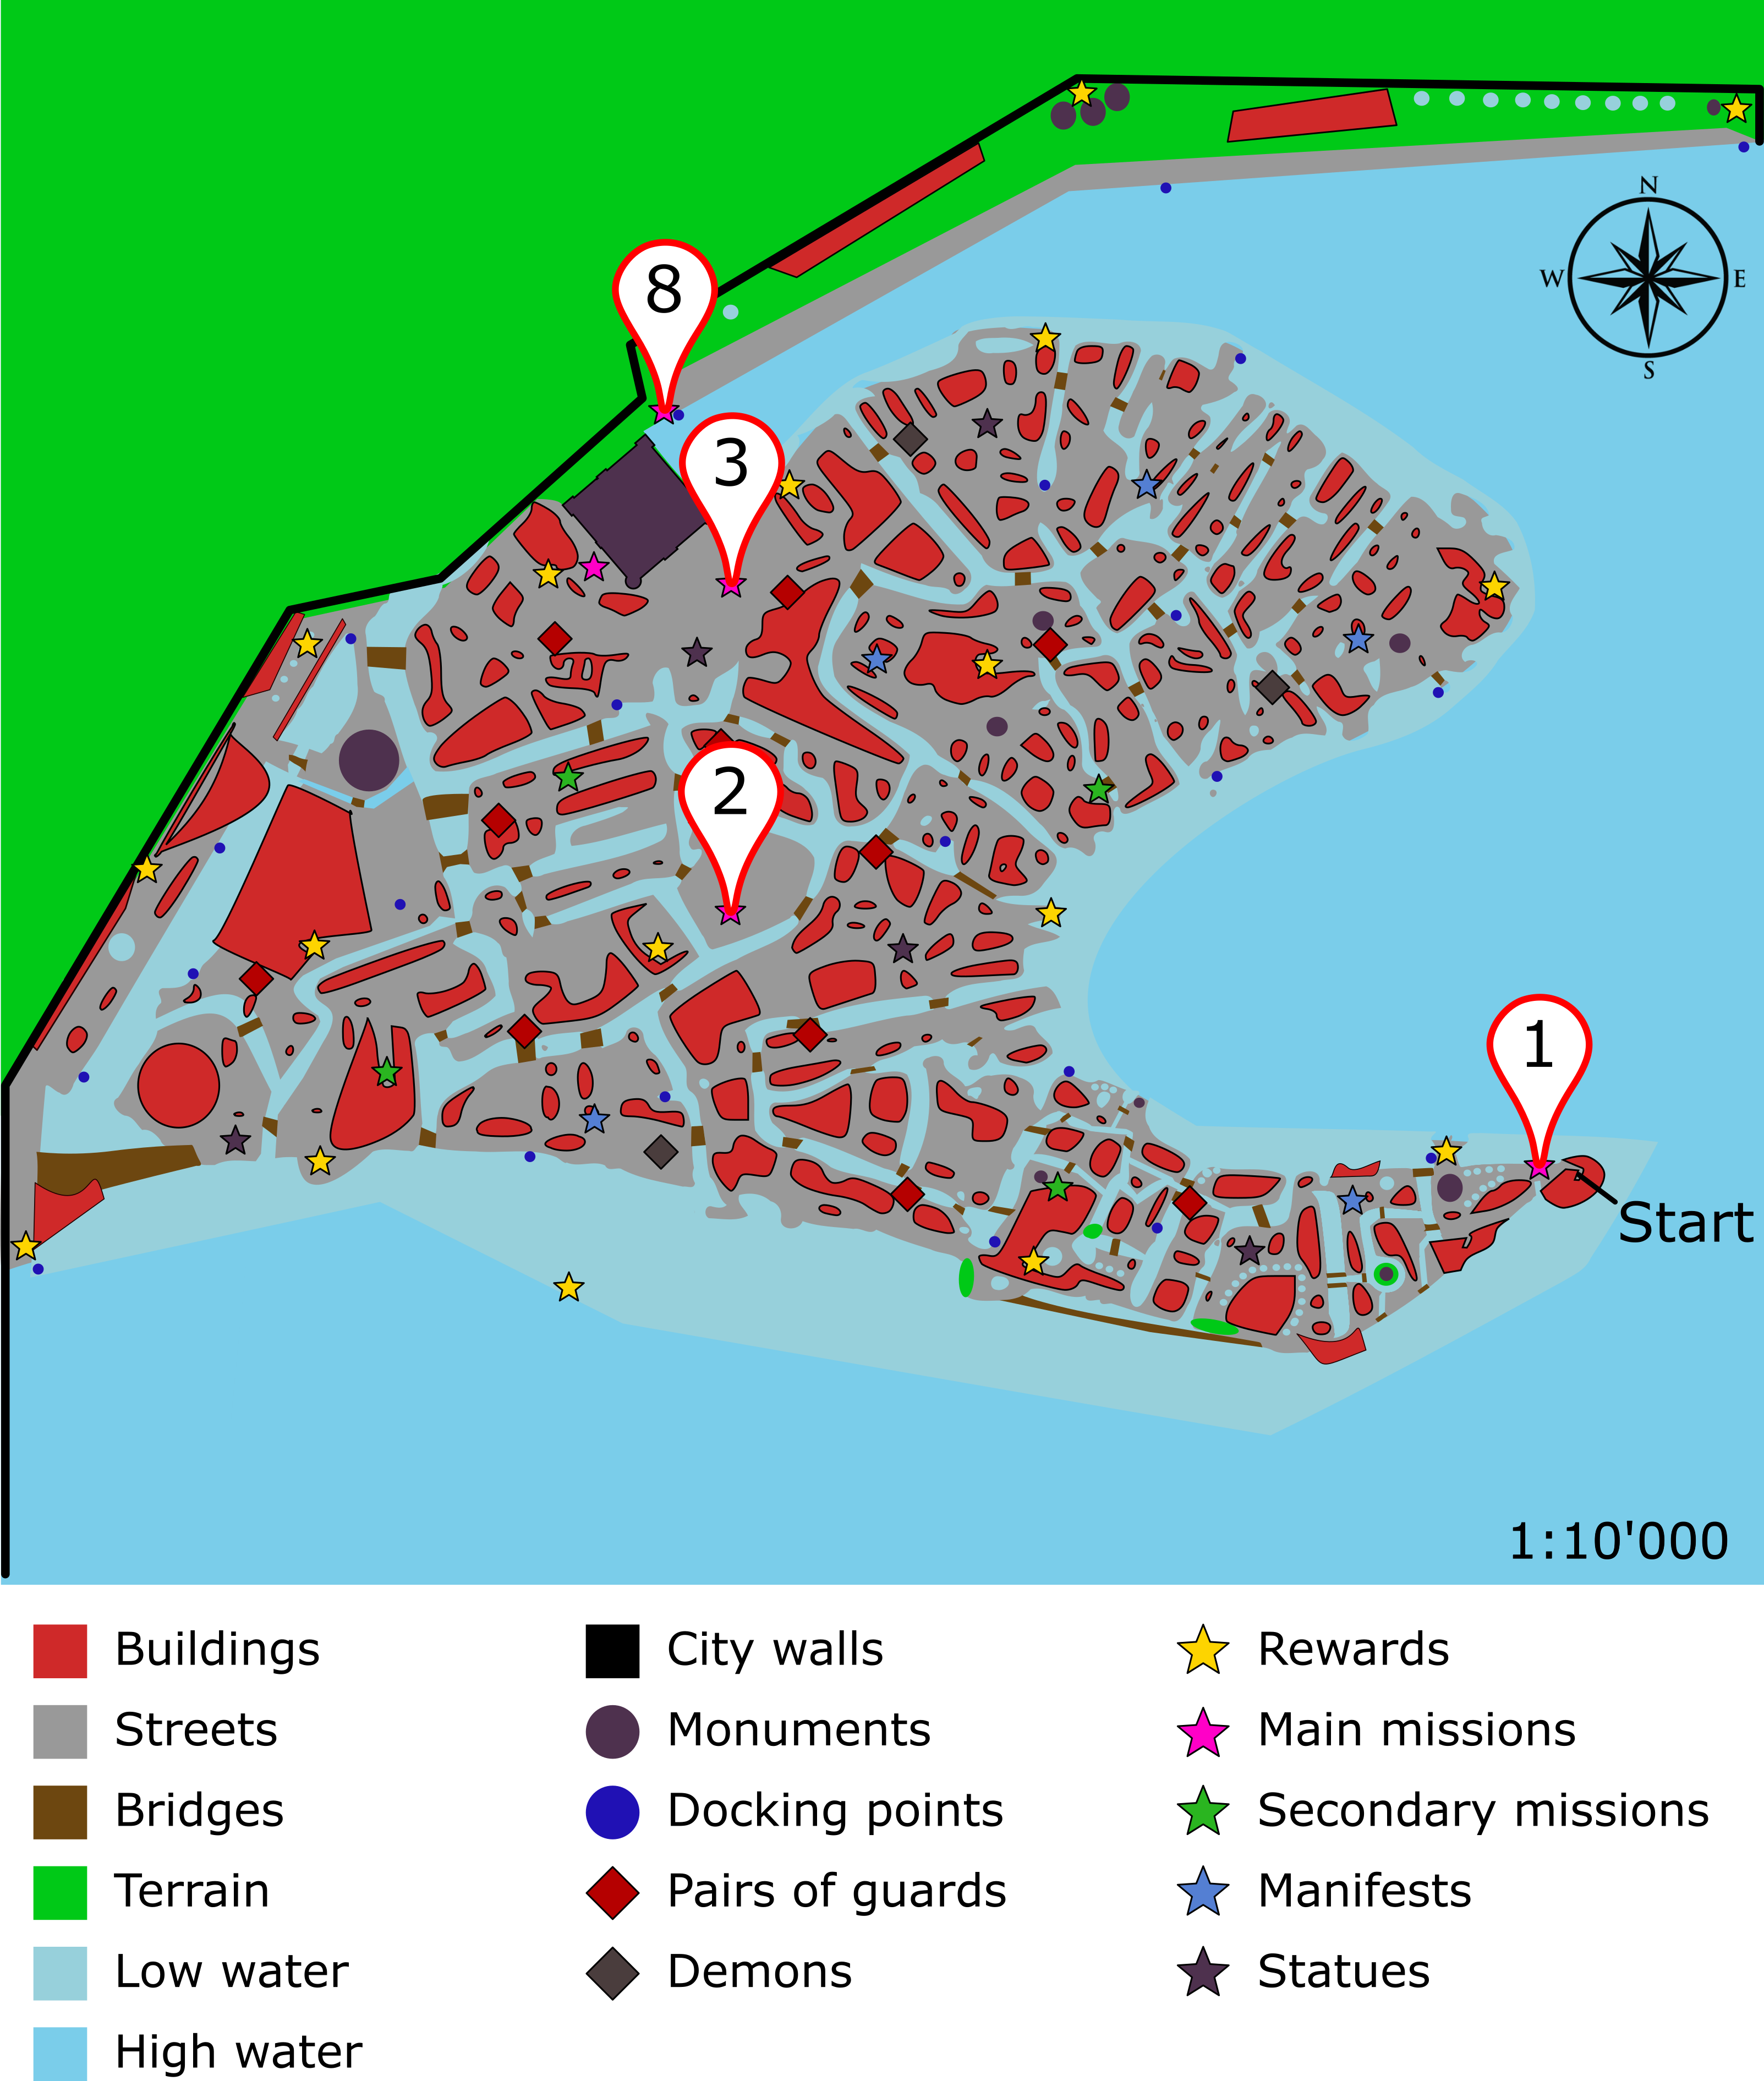 N
W E
S
8
3
2
1
Start
1:10'000
Buildings
City walls
Rewards
Streets
Monuments
Main missions
Bridges
Docking points
Secondary missions
Terrain
Pairs of guards
Manifests
Low water
Demons
Statues
High water